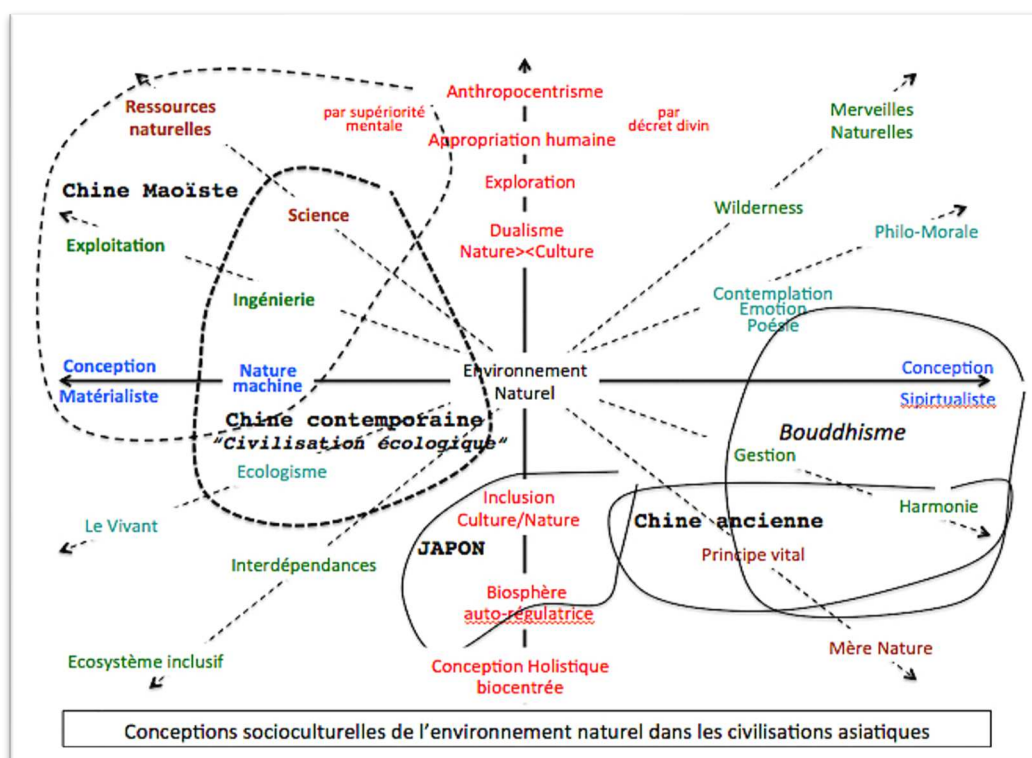 Ressources
naturelles
par supériorité
mentale
Anthropocentrisme
par
décret divin
Merveilles
Naturelles
Appropriation humaine
Chine Maoïste
Exploration
Science
Wilderness
Exploitation
Dualisme
Nature><Culture
Philo-Morale
Ingénierie
Contemplation
Emotion
Poésie
Conception
Matérialiste
Nature
machine
Environnement
Naturel
Conception
Sipirtualiste
Chine contemporaine
"Civilisation écologique"
Bouddhisme
Gestion
Ecologisme
Inclusion
Culture/Nature
Harmonie
Le Vivant
Chine ancienne
JAPON
Principe vital
Interdépendances
Biosphère
auto-régulatrice
Mère Nature
Ecosystème inclusif
Conception Holistique
biocentrée
Conceptions socioculturelles de l'environnement naturel dans les civilisations asiatiques